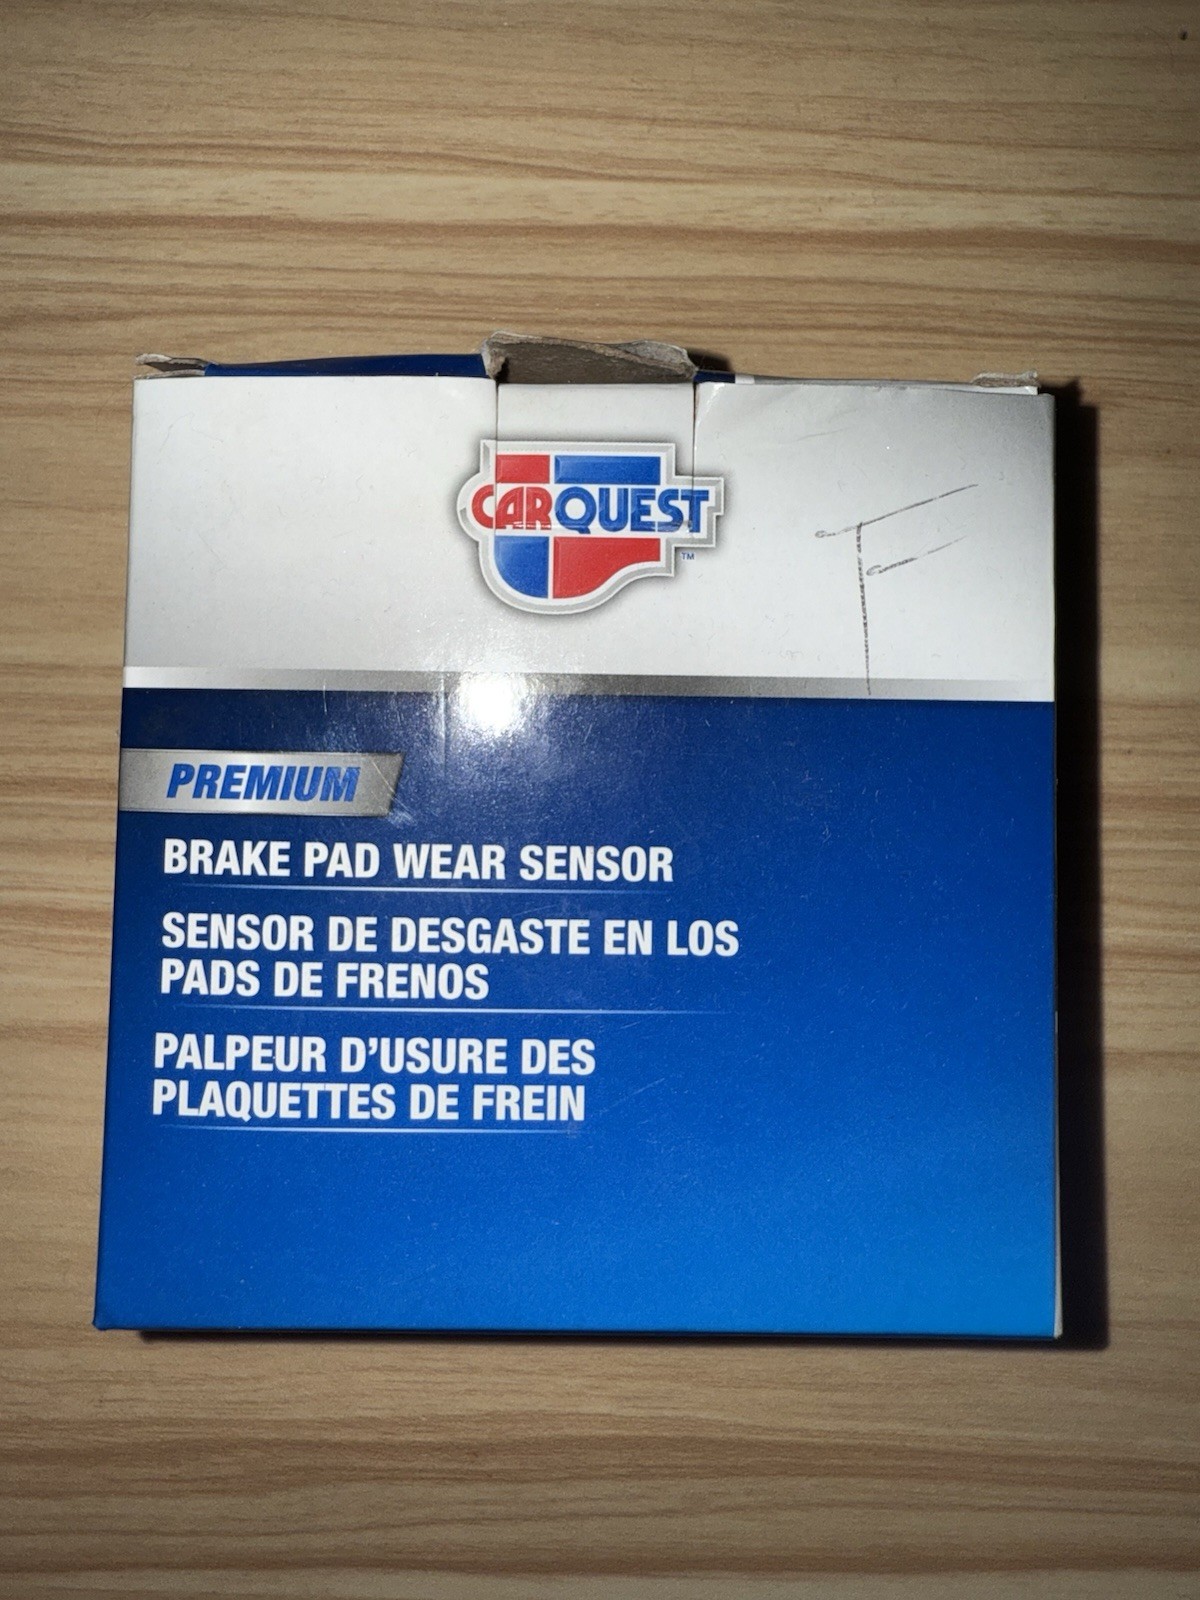 CARQUEST
TM
F
PREMIUM
BRAKE PAD WEAR SENSOR
SENSOR DE DESGASTE EN LOS
PADS DE FRENOS
PALPEUR D'USURE DES
PLAQUETTES DE FREIN